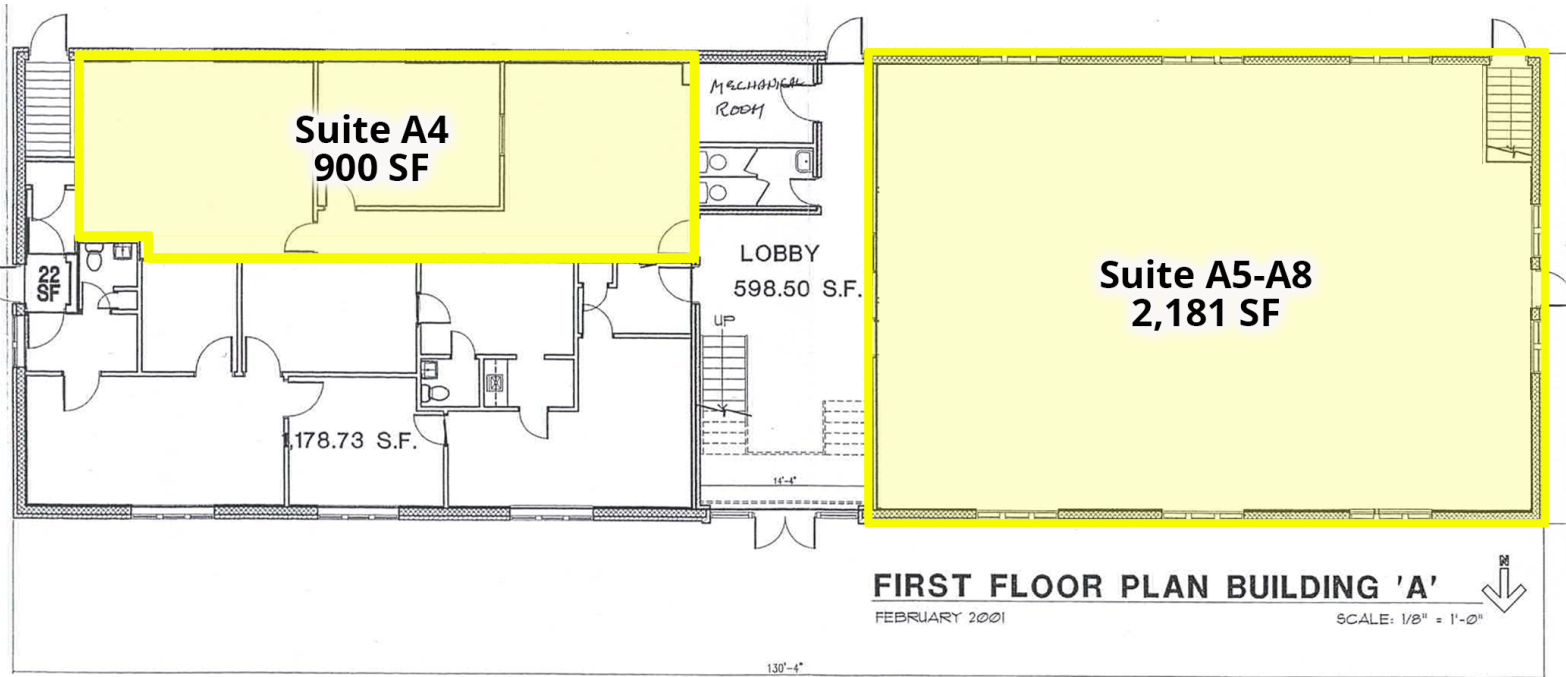 Suite A4
900 SF
MECHANICAL
ROOM
LOBBY
598.50 S.F.
22
SF
UP
Suite A5-A8
2,181 SF
1,178.73 S.F.
14'-4"
FIRST FLOOR PLAN BUILDING 'A'
N
FEBRUARY 2001
SCALE: 1/8" = 1'-0"
130'-4"